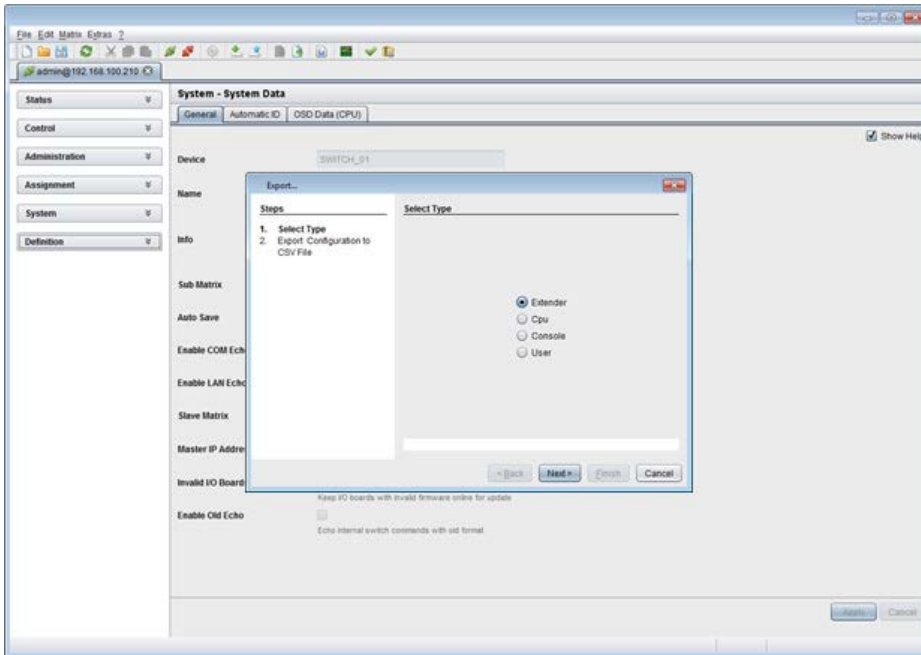 File Edit Matrix Extras ?
admin@192.168.100.210
Status
Control
Administration
Assignment
System
Definition
System - System Data
General Automatic ID OSD Data (CPU)
Show Help
Device SWITCH_01
Name
Info
Sub Matrix
Auto Save
Enable COM Ech
Enable LAN Echo
Slave Matrix
Master IP Addre
Invalid I/O Board
Keep I/O boards with invalid firmware online for update
Enable Old Echo
Echo internal switch commands with old format
Export...
Steps
1. Select Type
2. Export Configuration to
CSV File
Select Type
Extender
Cpu
Console
User
< Back Next > Finish Cancel
Apply Cancel